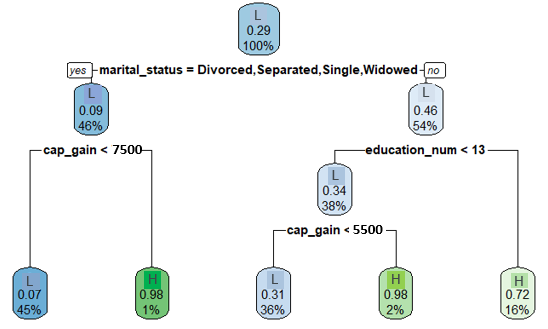 L
0.29
100%
yes marital_status = Divorced,Separated,Single,Widowed no
L
0.09
46%
L
0.46
54%
cap_gain < 7500
education_num < 13
L
0.34
38%
cap_gain < 5500
L
0.07
45%
H
0.98
1%
L
0.31
36%
H
0.98
2%
H
0.72
16%